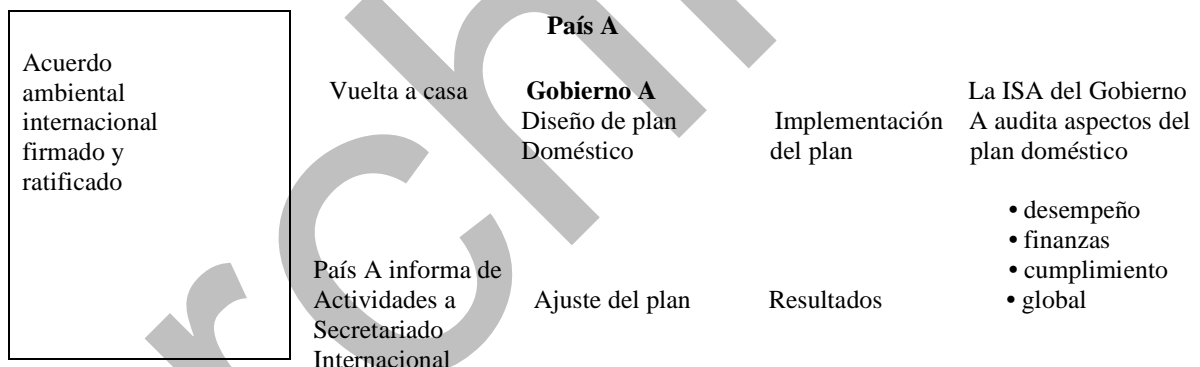 País A
Acuerdo
ambiental
internacional
firmado y
ratificado
Vuelta a casa
Gobierno A
Diseño de plan
Doméstico
Implementación
del plan
La ISA del Gobierno
A audita aspectos del
plan doméstico
• desempeño
• finanzas
• cumplimiento
• global
País A informa de
Actividades a
Secretariado
Internacional
Ajuste del plan
Resultados